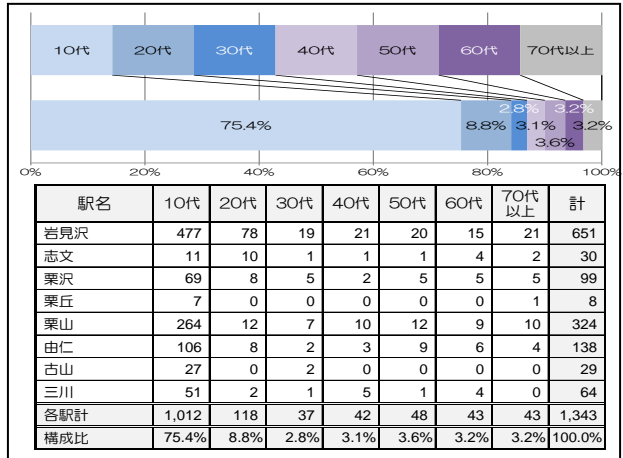 10代 20代 30代 40代 50代 60代 70代以上
75.4% 8.8% 2.8% 3.1% 3.6% 3.2% 3.2%
0% 20% 40% 60% 80% 100%
駅名 10代 20代 30代 40代 50代 60代 70代以上 計
岩見沢 477 78 19 21 20 15 21 651
志文 11 10 1 1 1 4 2 30
栗沢 69 8 5 2 5 5 5 99
栗丘 7 0 0 0 0 0 1 8
栗山 264 12 7 10 12 9 10 324
由仁 106 8 2 3 9 6 4 138
古山 27 0 2 0 0 0 0 29
三川 51 2 1 5 1 4 0 64
各駅計 1,012 118 37 42 48 43 43 1,343
構成比 75.4% 8.8% 2.8% 3.1% 3.6% 3.2% 3.2% 100.0%